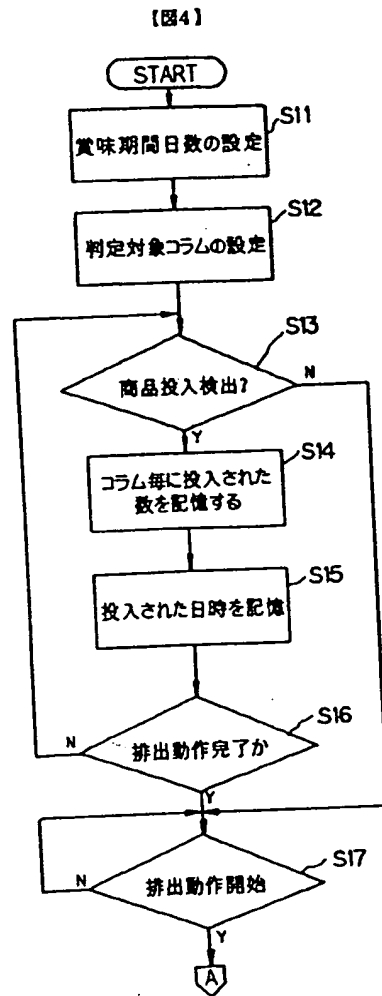 【図4】
START
S11
賞味期間日数の設定
S12
判定対象コラムの設定
S13
商品投入検出?
N
Y
S14
コラム毎に投入された
数を記憶する
S15
投入された日時を記憶
S16
排出動作完了か
N
Y
S17
排出動作開始
N
Y
A